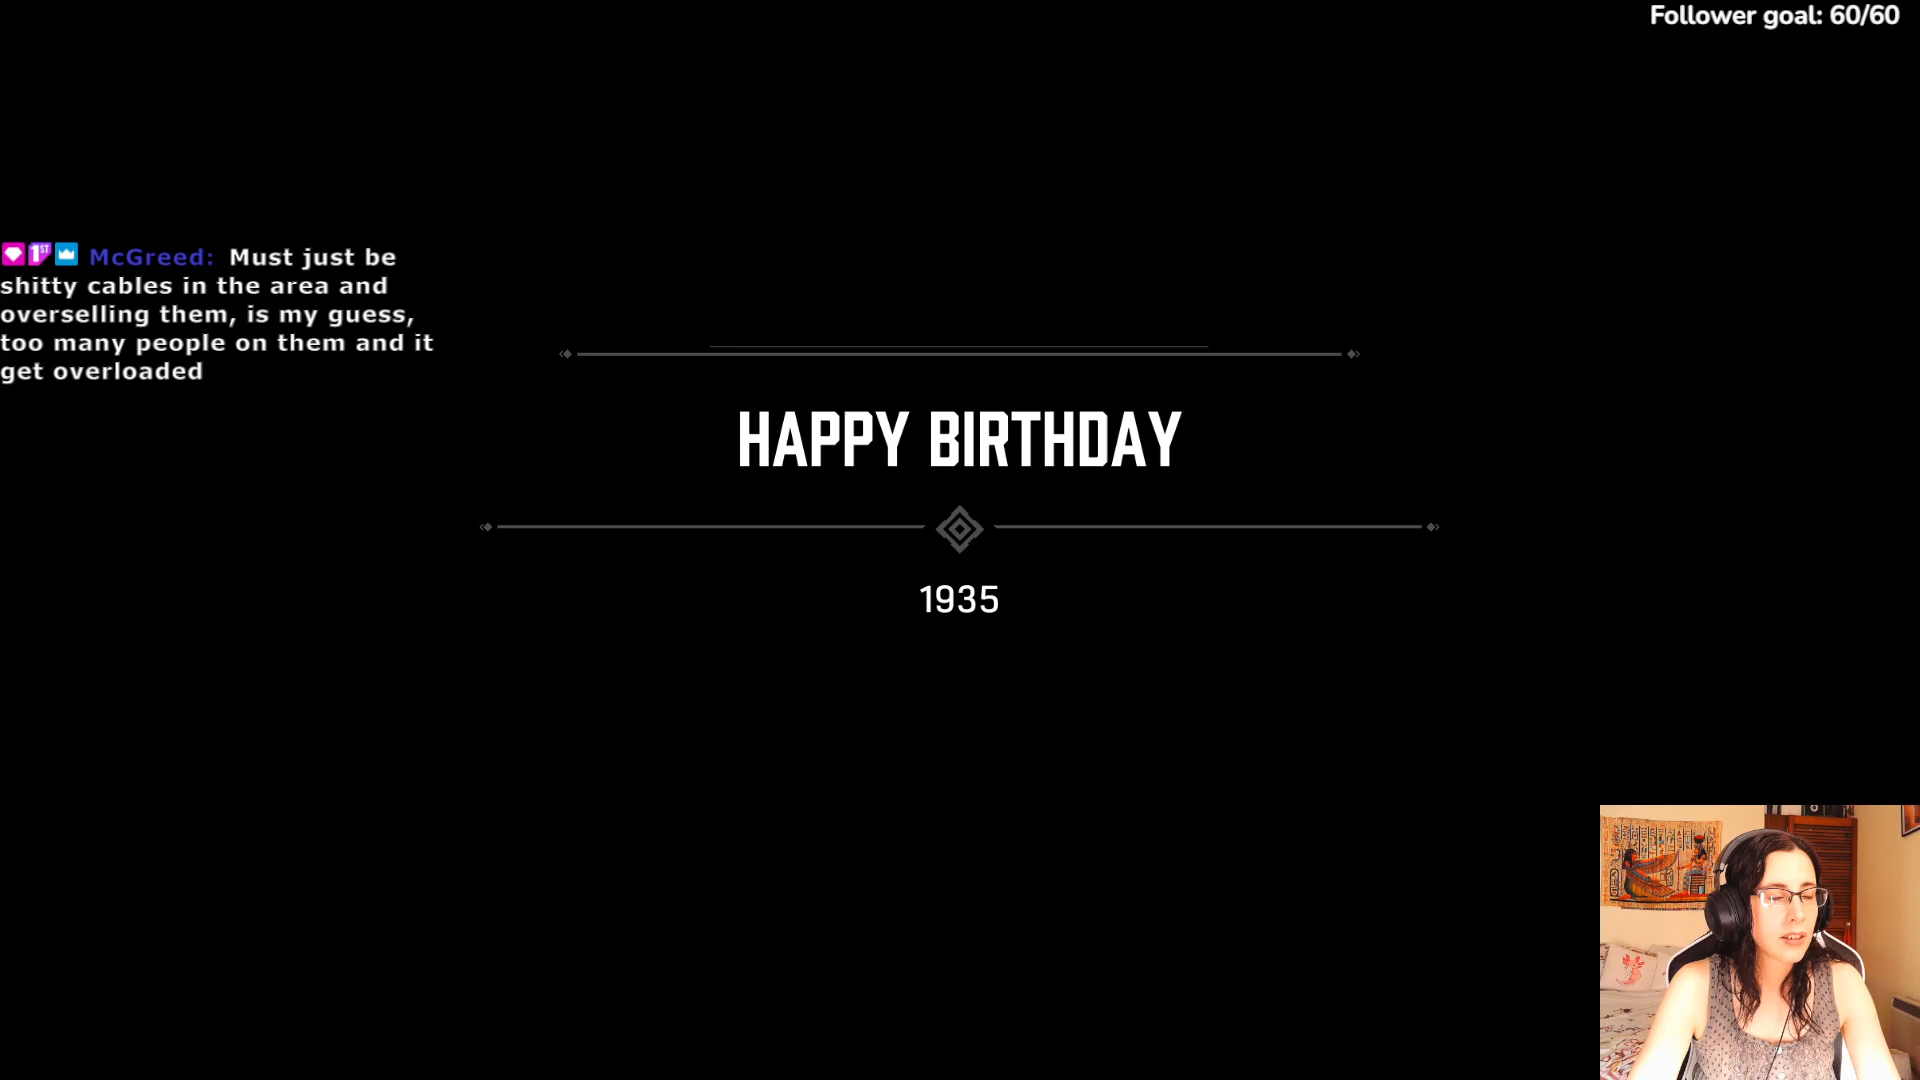 Follower goal: 60/60
1ST McGreed: Must just be
shitty cables in the area and
overselling them, is my guess,
too many people on them and it
get overloaded
HAPPY BIRTHDAY
1935